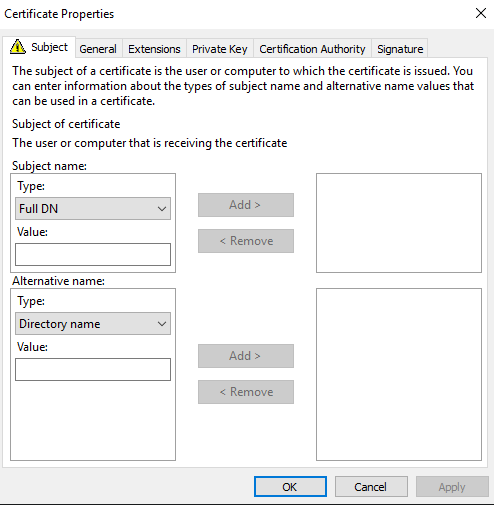 Certificate Properties
Subject General Extensions Private Key Certification Authority Signature
The subject of a certificate is the user or computer to which the certificate is issued. You
can enter information about the types of subject name and alternative name values that
can be used in a certificate.
Subject of certificate
The user or computer that is receiving the certificate
Subject name:
Type:
Full DN
Value:
Add >
< Remove
Alternative name:
Type:
Directory name
Value:
Add >
< Remove
OK Cancel Apply